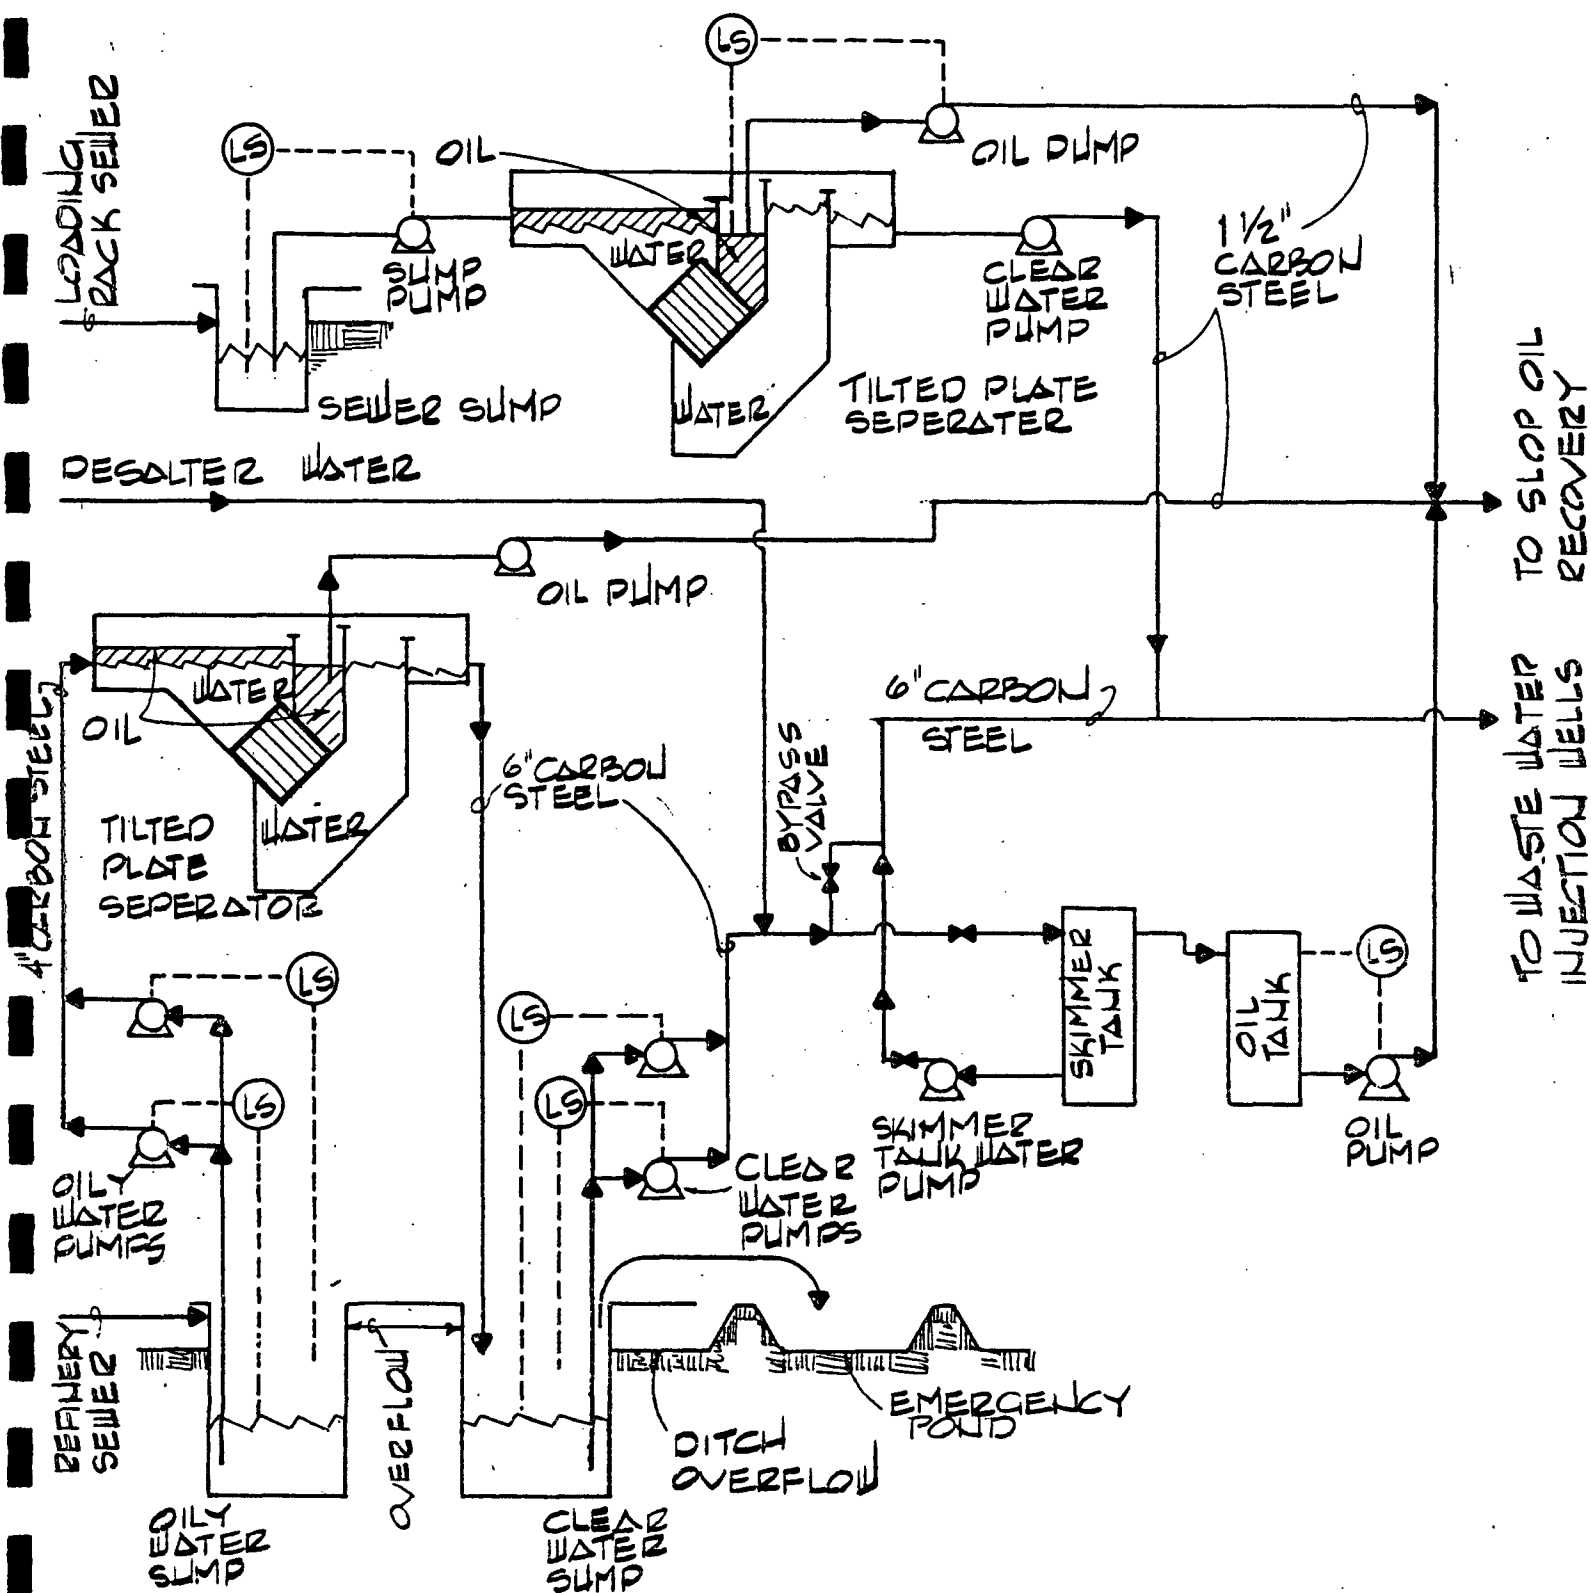 LS
LOADING
RACK SEWER
LS
OIL
OIL PUMP
WATER
SUMP
PUMP
CLEAR
WATER
PUMP
1 1/2"
CARBON
STEEL
SEWER SUMP
WATER
TILTED PLATE
SEPERATER
DESALTER WATER
TO SLOP OIL
RECOVERY
OIL PUMP
WATER
OIL
6" CARBON
STEEL
4" CARBON STEEL
6" CARBON
STEEL
BYPASS
VALVE
TILTED
PLATE
SEPERATOR
WATER
TO WASTE WATER
INJECTION WELLS
LS
LS
LS
SKIMMER
TANK
OIL
TANK
LS
LS
OILY
WATER
PUMPS
CLEAR
WATER
PUMPS
SKIMMER
TANK WATER
PUMP
OIL
PUMP
REFINERY
SEWER
OVERFLOW
EMERGENCY
POND
DITCH
OVERFLOW
OILY
WATER
SUMP
CLEAR
WATER
SUMP